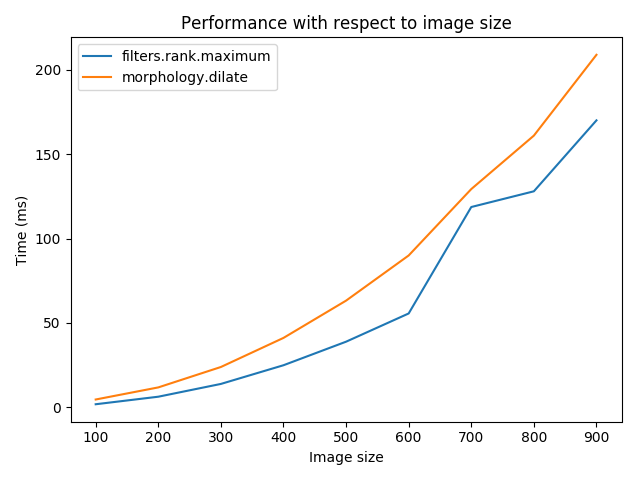 Performance with respect to image size
filters.rank.maximum
morphology.dilate
Time (ms)
200
150
100
50
0
100 200 300 400 500 600 700 800 900
Image size